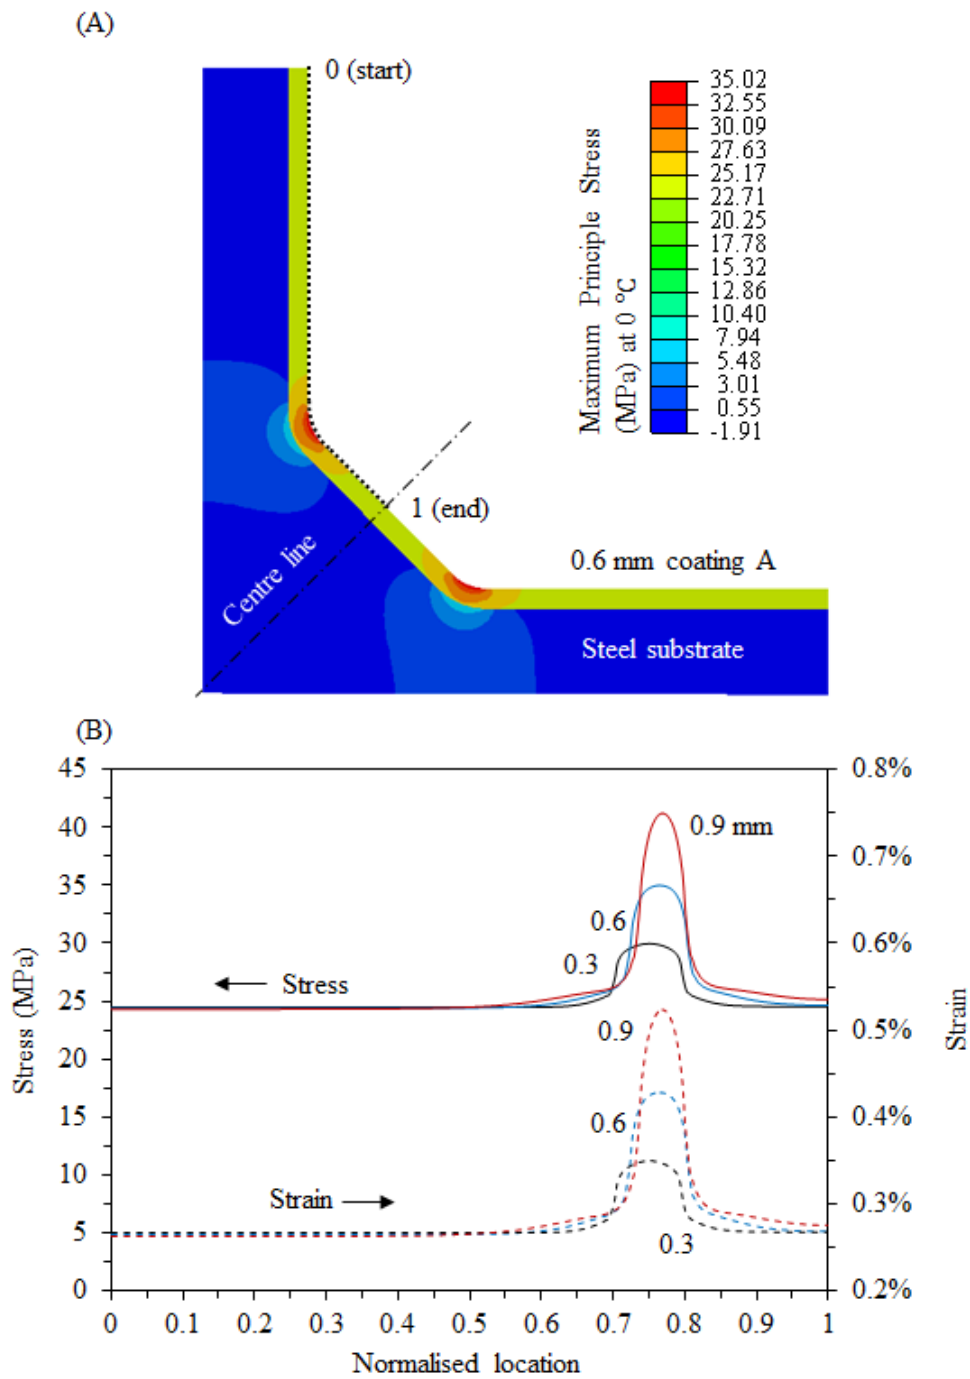 (A)
0 (start)
Maximum Principle Stress
(MPa) at 0 ℃
35.02
32.55
30.09
27.63
25.17
22.71
20.25
17.78
15.32
12.86
10.40
7.94
5.48
3.01
0.55
-1.91
1 (end)
Centre line
0.6 mm coating A
Steel substrate
(B)
Stress (MPa)
45
40
35
30
25
20
15
10
5
0
0.9 mm
0.6
0.3
Stress
0.9
0.6
Strain
0.3
0.8%
0.7%
0.6%
0.5%
0.4%
0.3%
0.2%
Strain
0 0.1 0.2 0.3 0.4 0.5 0.6 0.7 0.8 0.9 1
Normalised location